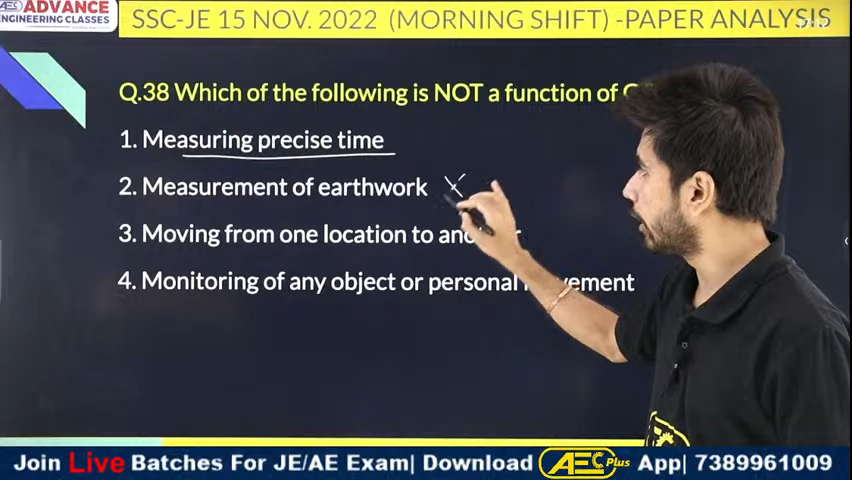 AEC ADVANCE
ENGINEERING CLASSES
SSC-JE 15 NOV. 2022 (MORNING SHIFT) -PAPER ANALYSIS
Q.38 Which of the following is NOT a function of
1. Measuring precise time
2. Measurement of earthwork
3. Moving from one location to
4. Monitoring of any object or personal
Join Live Batches For JE/AE Exam| Download AEC Plus App| 7389961009